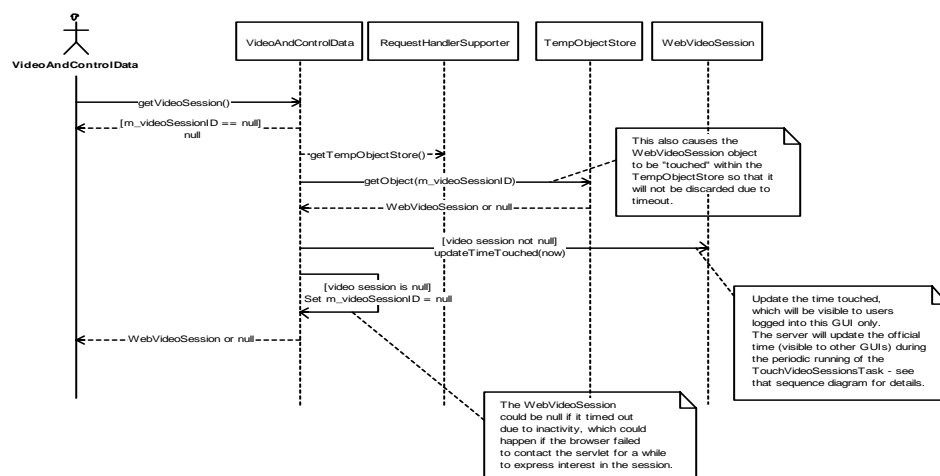 VideoAndControlData
VideoAndControlData
RequestHandlerSupporter
TempObjectStore
WebVideoSession
getVideoSession()
[m_videoSessionID == null]
null
getTempObjectStore()
getObject(m_videoSessionID)
This also causes the
WebVideoSession object
to be "touched" within the
TempObjectStore so that it
will not be discarded due to
timeout.
WebVideoSession or null
[video session not null]
updateTimeTouched(now)
[video session is null]
Set m_videoSessionID = null
Update the time touched,
which will be visible to users
logged into this GUI only.
The server will update the official
time (visible to other GUIs) during
the periodic running of the
TouchVideoSessionsTask - see
that sequence diagram for details.
WebVideoSession or null
The WebVideoSession
could be null if it timed out
due to inactivity, which could
happen if the browser failed
to contact the servlet for a while
to express interest in the session.